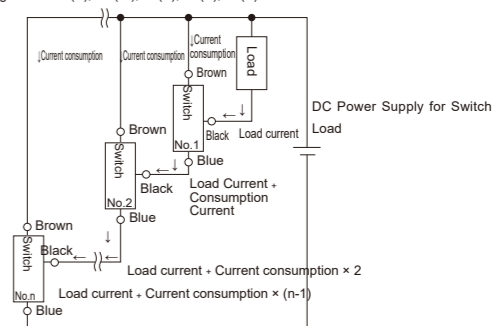 ↓Current consumption
↓Current consumption
↓Current
consumption
Load
Brown
Switch
No.1
Black
Load current
DC Power Supply for Switch
Load
Blue
Brown
Switch
No.2
Black
Load Current +
Consumption
Current
Blue
Brown
Switch
No.n
Black
Load current + Current consumption × 2
Load current + Current consumption × (n-1)
Blue